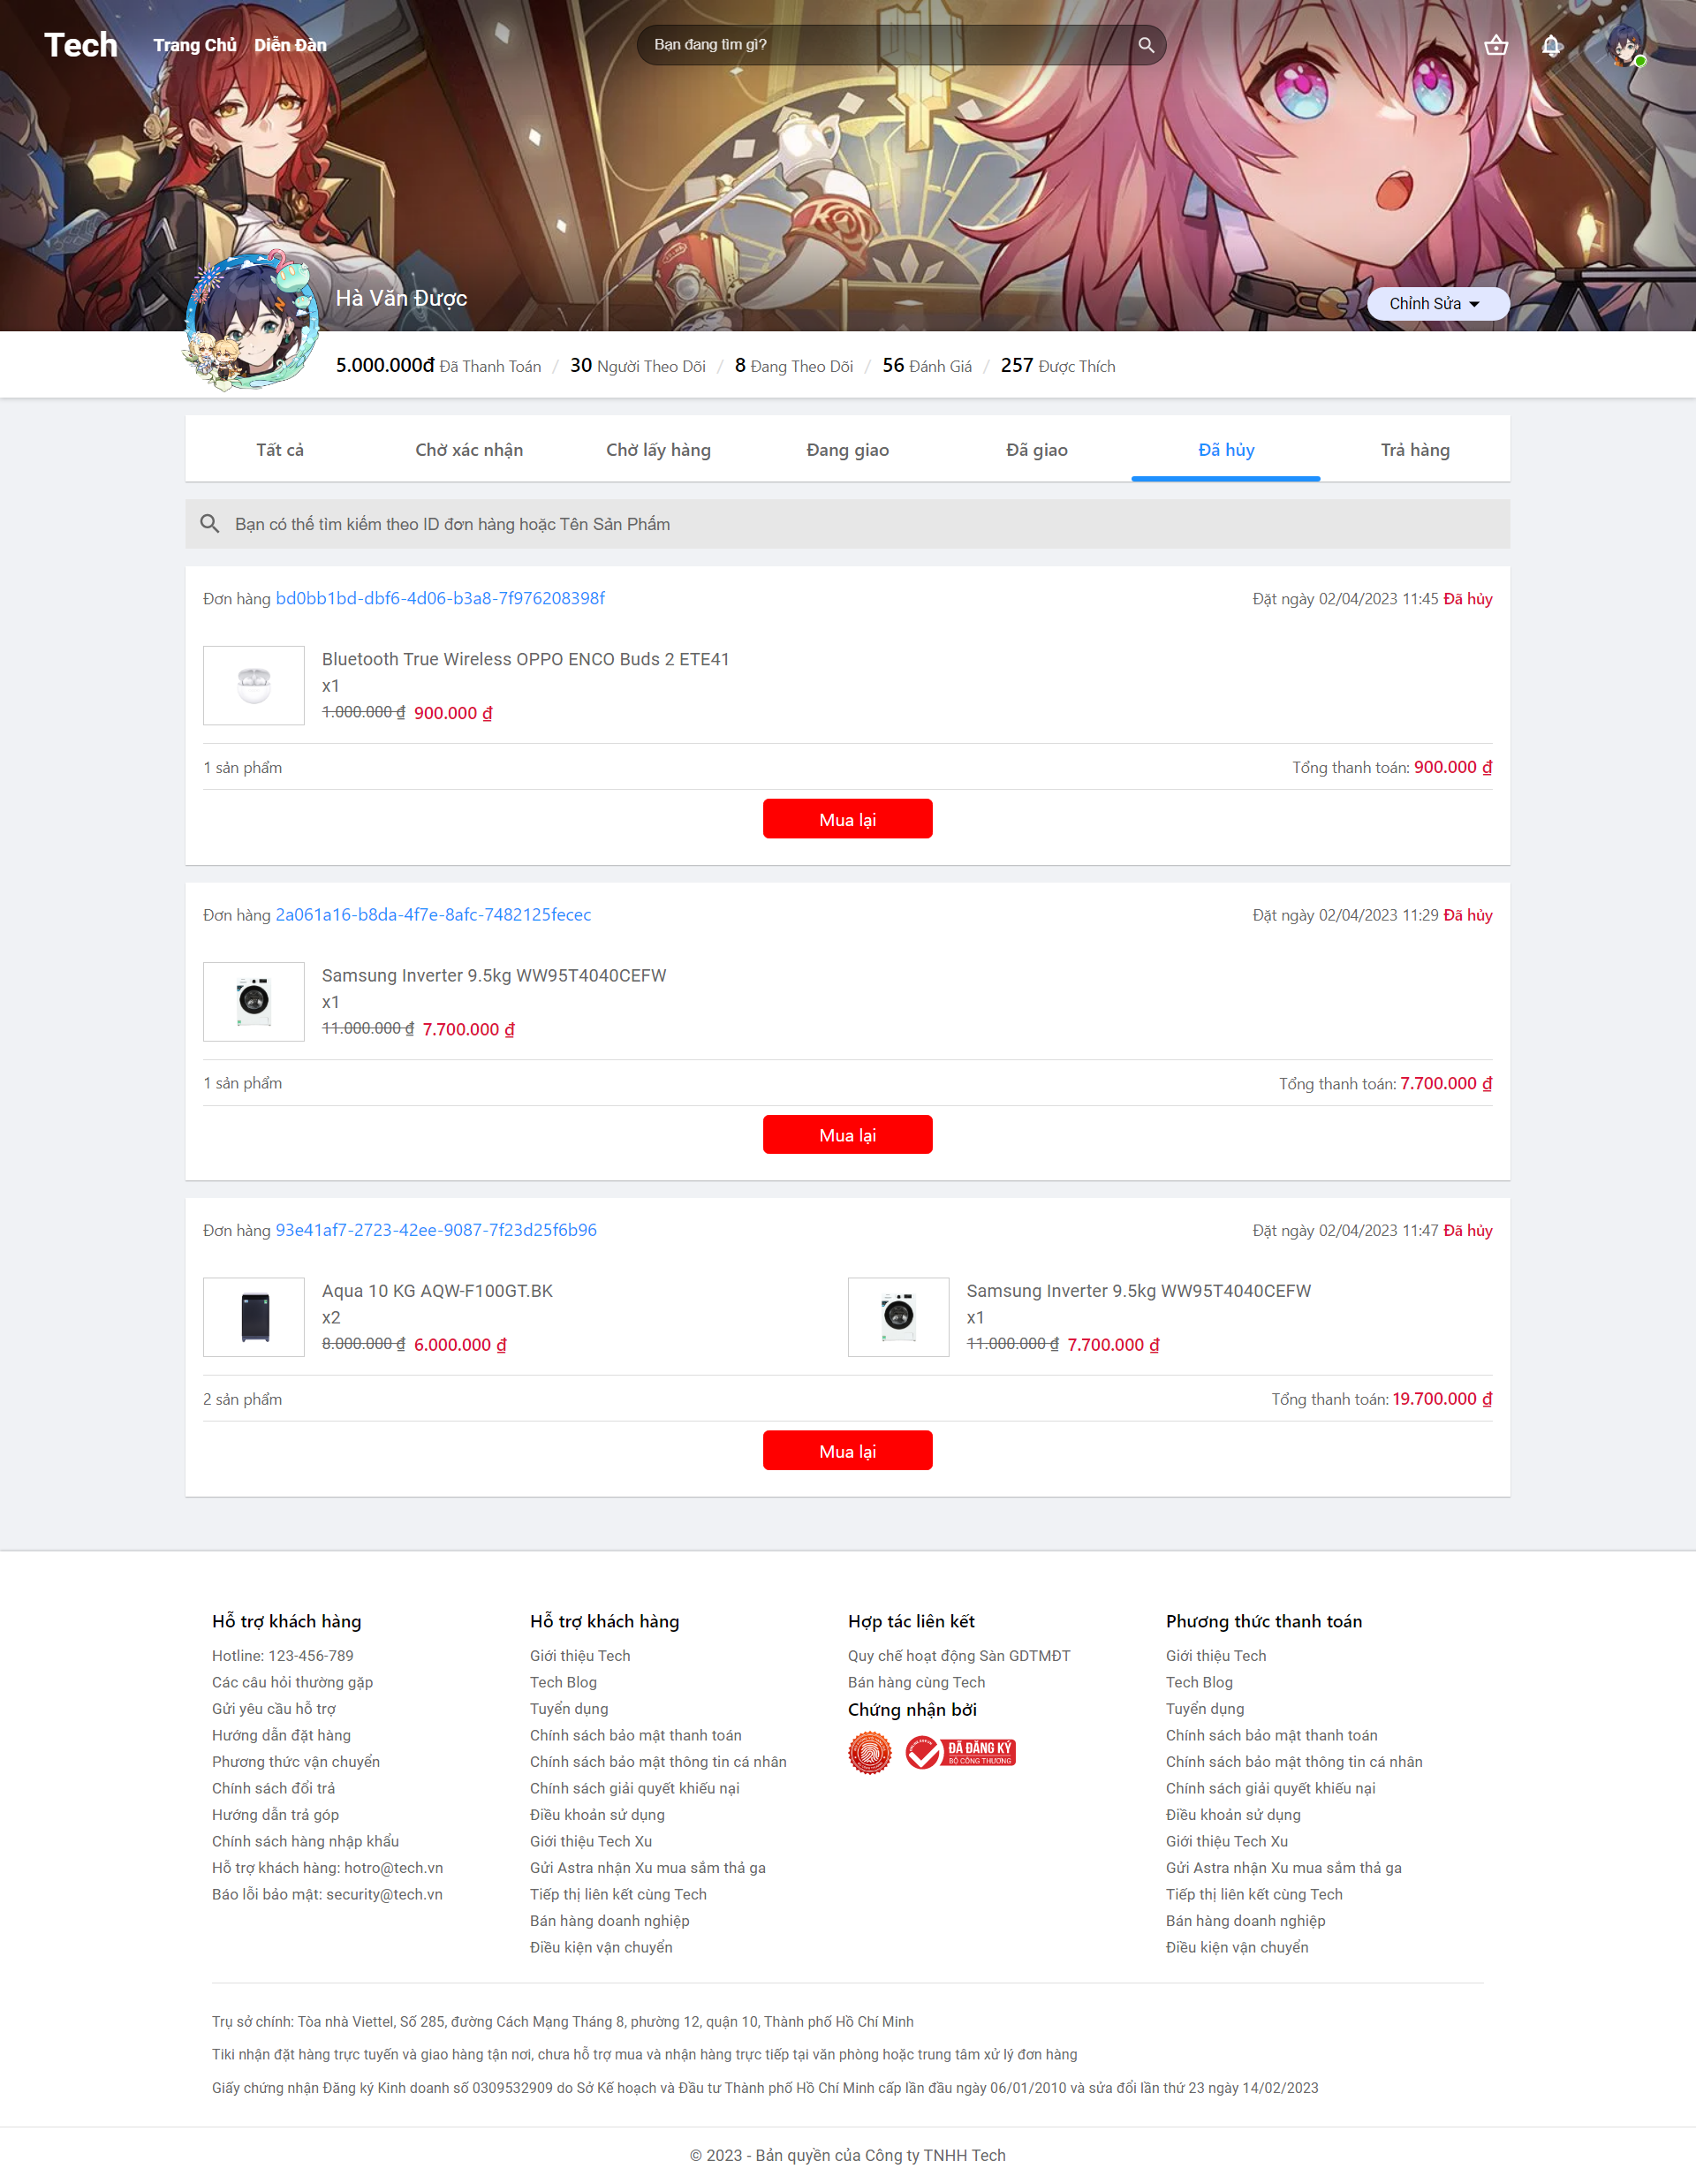 Tech
Trang Chủ
Diễn Đàn
Bạn đang tìm gì?
Hà Văn Được
Chỉnh Sửa
5.000.000đ Đã Thanh Toán / 30 Người Theo Dõi / 8 Đang Theo Dõi / 56 Đánh Giá / 257 Được Thích
Tất cả
Chờ xác nhận
Chờ lấy hàng
Đang giao
Đã giao
Đã hủy
Trả hàng
Bạn có thể tìm kiếm theo ID đơn hàng hoặc Tên Sản Phẩm
Đơn hàng bd0bb1bd-dbf6-4d06-b3a8-7f976208398f
Đặt ngày 02/04/2023 11:45 Đã hủy
Bluetooth True Wireless OPPO ENCO Buds 2 ETE41
x1
1.000.000 ₫ 900.000 ₫
1 sản phẩm
Tổng thanh toán: 900.000 ₫
Mua lại
Đơn hàng 2a061a16-b8da-4f7e-8afc-7482125fecec
Đặt ngày 02/04/2023 11:29 Đã hủy
Samsung Inverter 9.5kg WW95T4040CEFW
x1
11.000.000 ₫ 7.700.000 ₫
1 sản phẩm
Tổng thanh toán: 7.700.000 ₫
Mua lại
Đơn hàng 93e41af7-2723-42ee-9087-7f23d25f6b96
Đặt ngày 02/04/2023 11:47 Đã hủy
Aqua 10 KG AQW-F100GT.BK
x2
8.000.000 ₫ 6.000.000 ₫
Samsung Inverter 9.5kg WW95T4040CEFW
x1
11.000.000 ₫ 7.700.000 ₫
2 sản phẩm
Tổng thanh toán: 19.700.000 ₫
Mua lại
Hỗ trợ khách hàng
Hotline: 123-456-789
Các câu hỏi thường gặp
Gửi yêu cầu hỗ trợ
Hướng dẫn đặt hàng
Phương thức vận chuyển
Chính sách đổi trả
Hướng dẫn trả góp
Chính sách hàng nhập khẩu
Hỗ trợ khách hàng: hotro@tech.vn
Báo lỗi bảo mật: security@tech.vn
Hỗ trợ khách hàng
Giới thiệu Tech
Tech Blog
Tuyển dụng
Chính sách bảo mật thanh toán
Chính sách bảo mật thông tin cá nhân
Chính sách giải quyết khiếu nại
Điều khoản sử dụng
Giới thiệu Tech Xu
Gửi Astra nhận Xu mua sắm thả ga
Tiếp thị liên kết cùng Tech
Bán hàng doanh nghiệp
Điều kiện vận chuyển
Hợp tác liên kết
Quy chế hoạt động Sàn GDTMĐT
Bán hàng cùng Tech
Chứng nhận bởi
ĐÃ ĐĂNG KÝ
BỘ CÔNG THƯƠNG
Phương thức thanh toán
Giới thiệu Tech
Tech Blog
Tuyển dụng
Chính sách bảo mật thanh toán
Chính sách bảo mật thông tin cá nhân
Chính sách giải quyết khiếu nại
Điều khoản sử dụng
Giới thiệu Tech Xu
Gửi Astra nhận Xu mua sắm thả ga
Tiếp thị liên kết cùng Tech
Bán hàng doanh nghiệp
Điều kiện vận chuyển
Trụ sở chính: Tòa nhà Viettel, Số 285, đường Cách Mạng Tháng 8, phường 12, quận 10, Thành phố Hồ Chí Minh
Tiki nhận đặt hàng trực tuyến và giao hàng tận nơi, chưa hỗ trợ mua và nhận hàng trực tiếp tại văn phòng hoặc trung tâm xử lý đơn hàng
Giấy chứng nhận Đăng ký Kinh doanh số 0309532909 do Sở Kế hoạch và Đầu tư Thành phố Hồ Chí Minh cấp lần đầu ngày 06/01/2010 và sửa đổi lần thứ 23 ngày 14/02/2023
© 2023 - Bản quyền của Công ty TNHH Tech